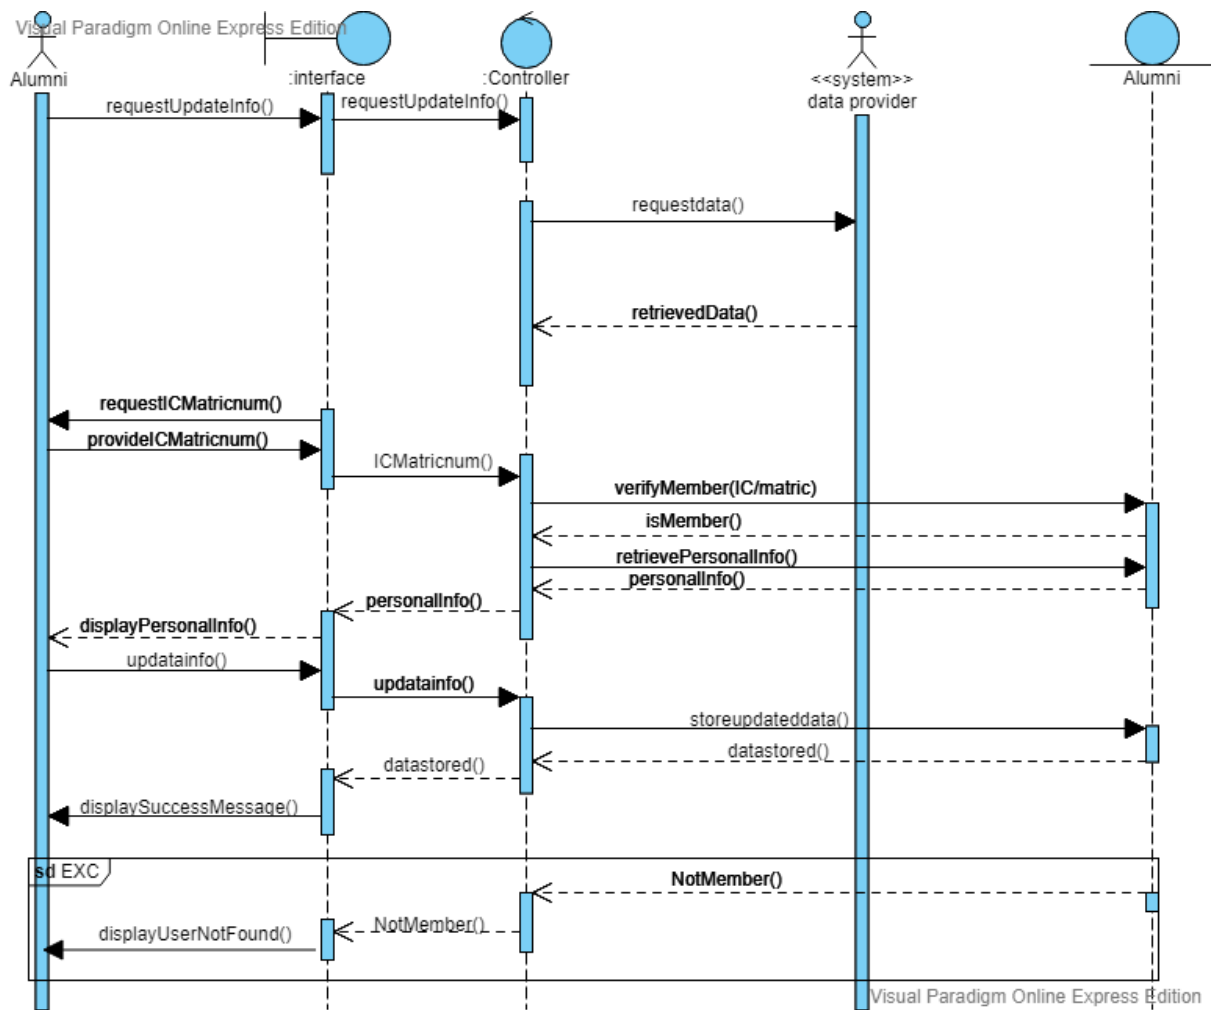 Visual Paradigm Online Express Edition
Alumni
:interface
:Controller
<<system>>
data provider
Alumni
requestUpdateInfo()
requestUpdateInfo()
requestdata()
retrievedData()
requestICMatricnum()
provideICMatricnum()
ICMatricnum()
verifyMember(IC/matric)
isMember()
retrievePersonalInfo()
personalInfo()
personalInfo()
displayPersonalInfo()
updatainfo()
updatainfo()
storeupdateddata()
datastored()
datastored()
displaySuccessMessage()
sd EXC
NotMember()
NotMember()
displayUserNotFound()
Visual Paradigm Online Express Edition